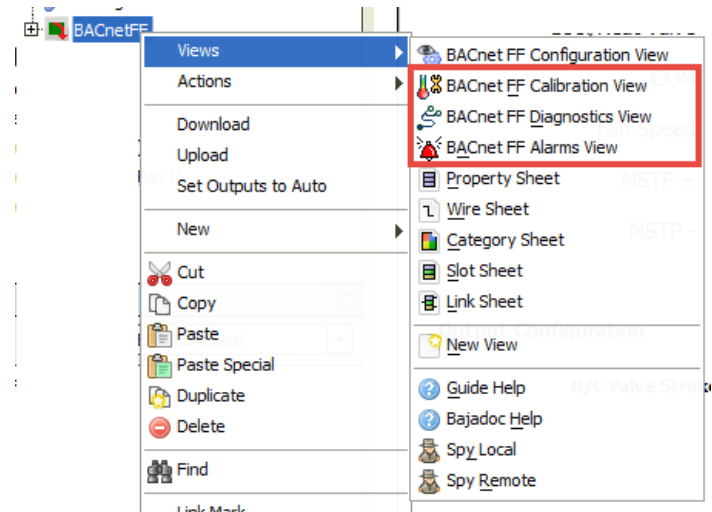 BACnetFF
Views
Actions
Download
Upload
Set Outputs to Auto
New
Cut
Copy
Paste
Paste Special
Duplicate
Delete
Find
Link Mark
BACnet FF Configuration View
BACnet FF Calibration View
BACnet FF Diagnostics View
BACnet FF Alarms View
Property Sheet
Wire Sheet
Category Sheet
Slot Sheet
Link Sheet
New View
Guide Help
Bajadoc Help
Spy Local
Spy Remote
COM
Fan Speed
MSTP +
MSTP -
Output Configuration
H/C Valve Stroke